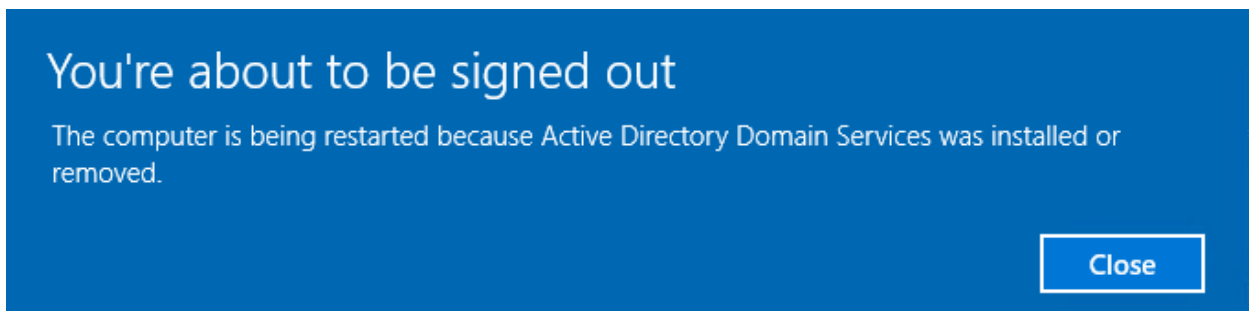 You're about to be signed out
The computer is being restarted because Active Directory Domain Services was installed or
removed.
Close